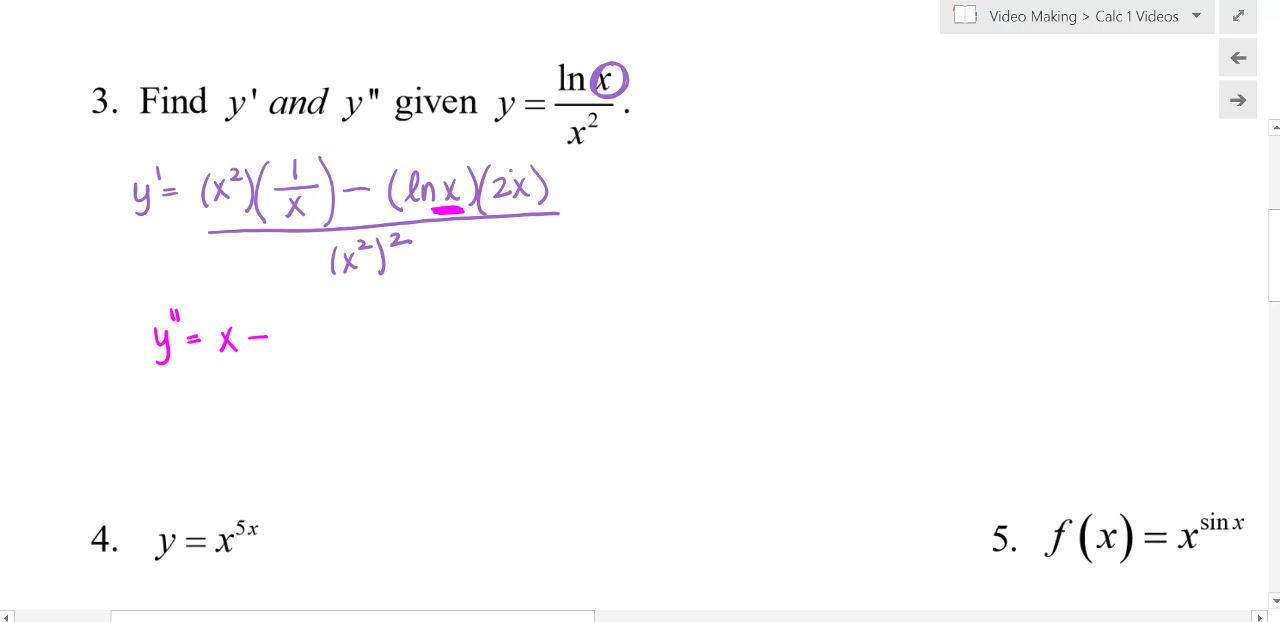 Video Making > Calc 1 Videos
3. Find y' and y" given y = ln x / x² .
y' = (x²)(1/x) − (ln x)(2x) / (x²)²
y" = x −
4. y = x^(5x)
5. f(x) = x^(sin x)